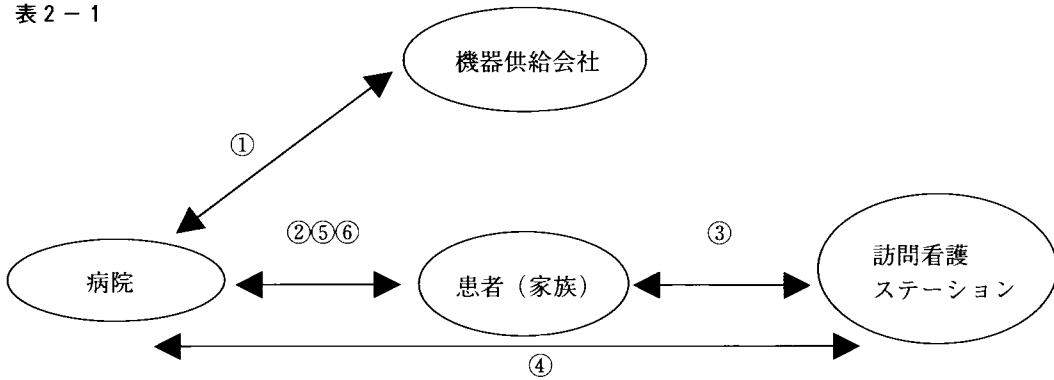 表2－1
機器供給会社
①
②⑤⑥
③
病院
患者（家族）
訪問看護
ステーション
④